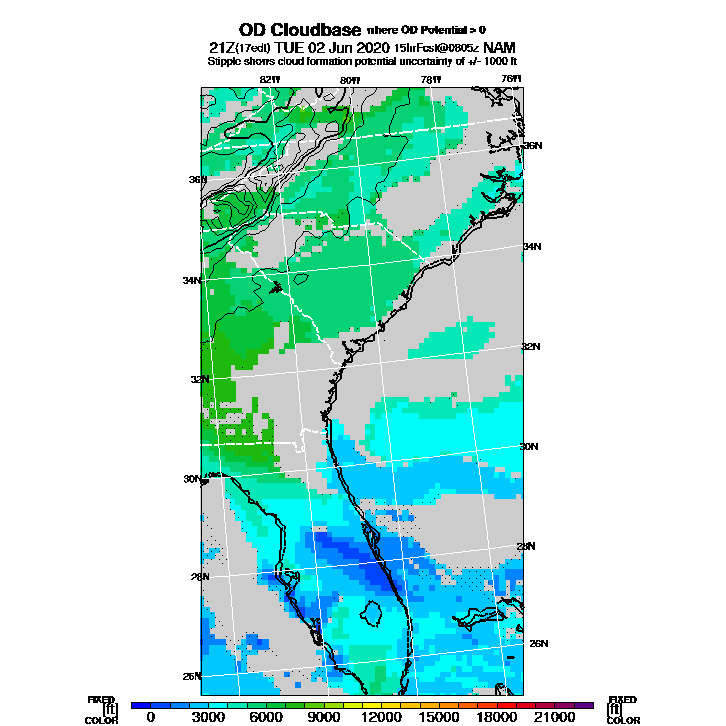 OD Cloudbase where OD Potential > 0
21Z(17edt) TUE 02 Jun 2020 15hrFcst@0805z NAM
Stipple shows cloud formation potential uncertainty of +/- 1000 ft
82W 80W 78W 76W
36N
36N
34N
34N
32N
32N
30N
30N
28N
28N
26N
26N
FIXED FIXED
[ft] [ft]
COLOR COLOR
0 3000 6000 9000 12000 15000 18000 21000